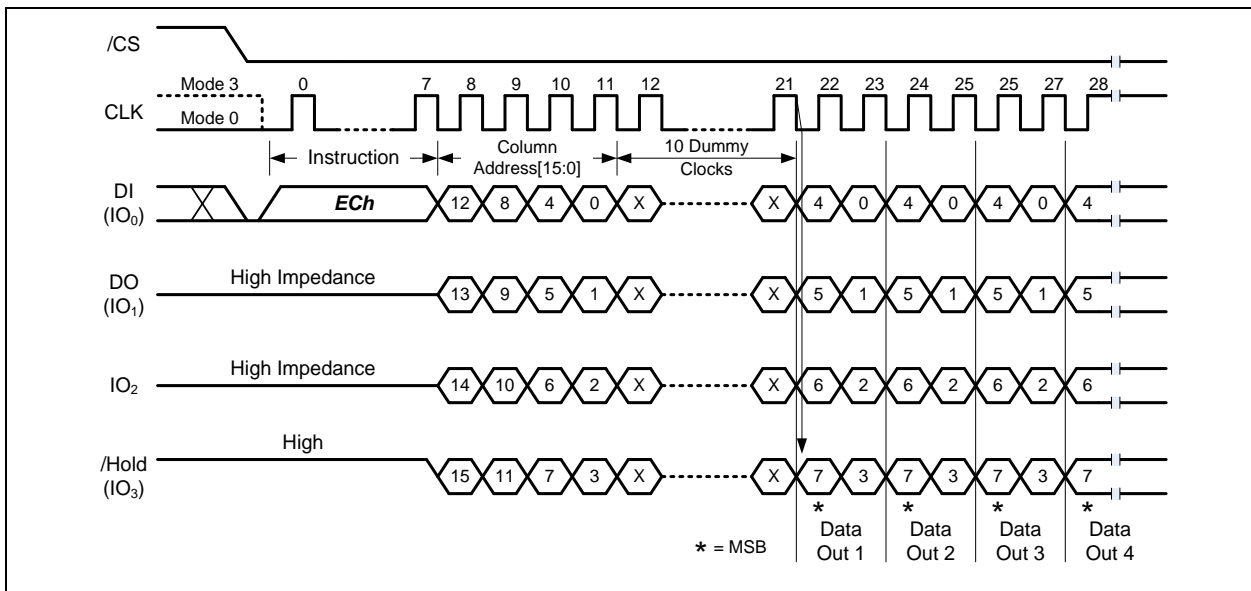 /CS
Mode 3 0 7 8 9 10 11 12 21 22 23 24 25 25 27 28
CLK
Mode 0
Instruction
Column
Address[15:0]
10 Dummy
Clocks
DI
(IO0)
ECh 12 8 4 0 X X 4 0 4 0 4 0 4
High Impedance
DO
(IO1)
13 9 5 1 X X 5 1 5 1 5 1 5
High Impedance
IO2 14 10 6 2 X X 6 2 6 2 6 2 6
High
/Hold
(IO3)
15 11 7 3 X X 7 3 7 3 7 3 7
* * * *
* = MSB
Data
Out 1
Data
Out 2
Data
Out 3
Data
Out 4